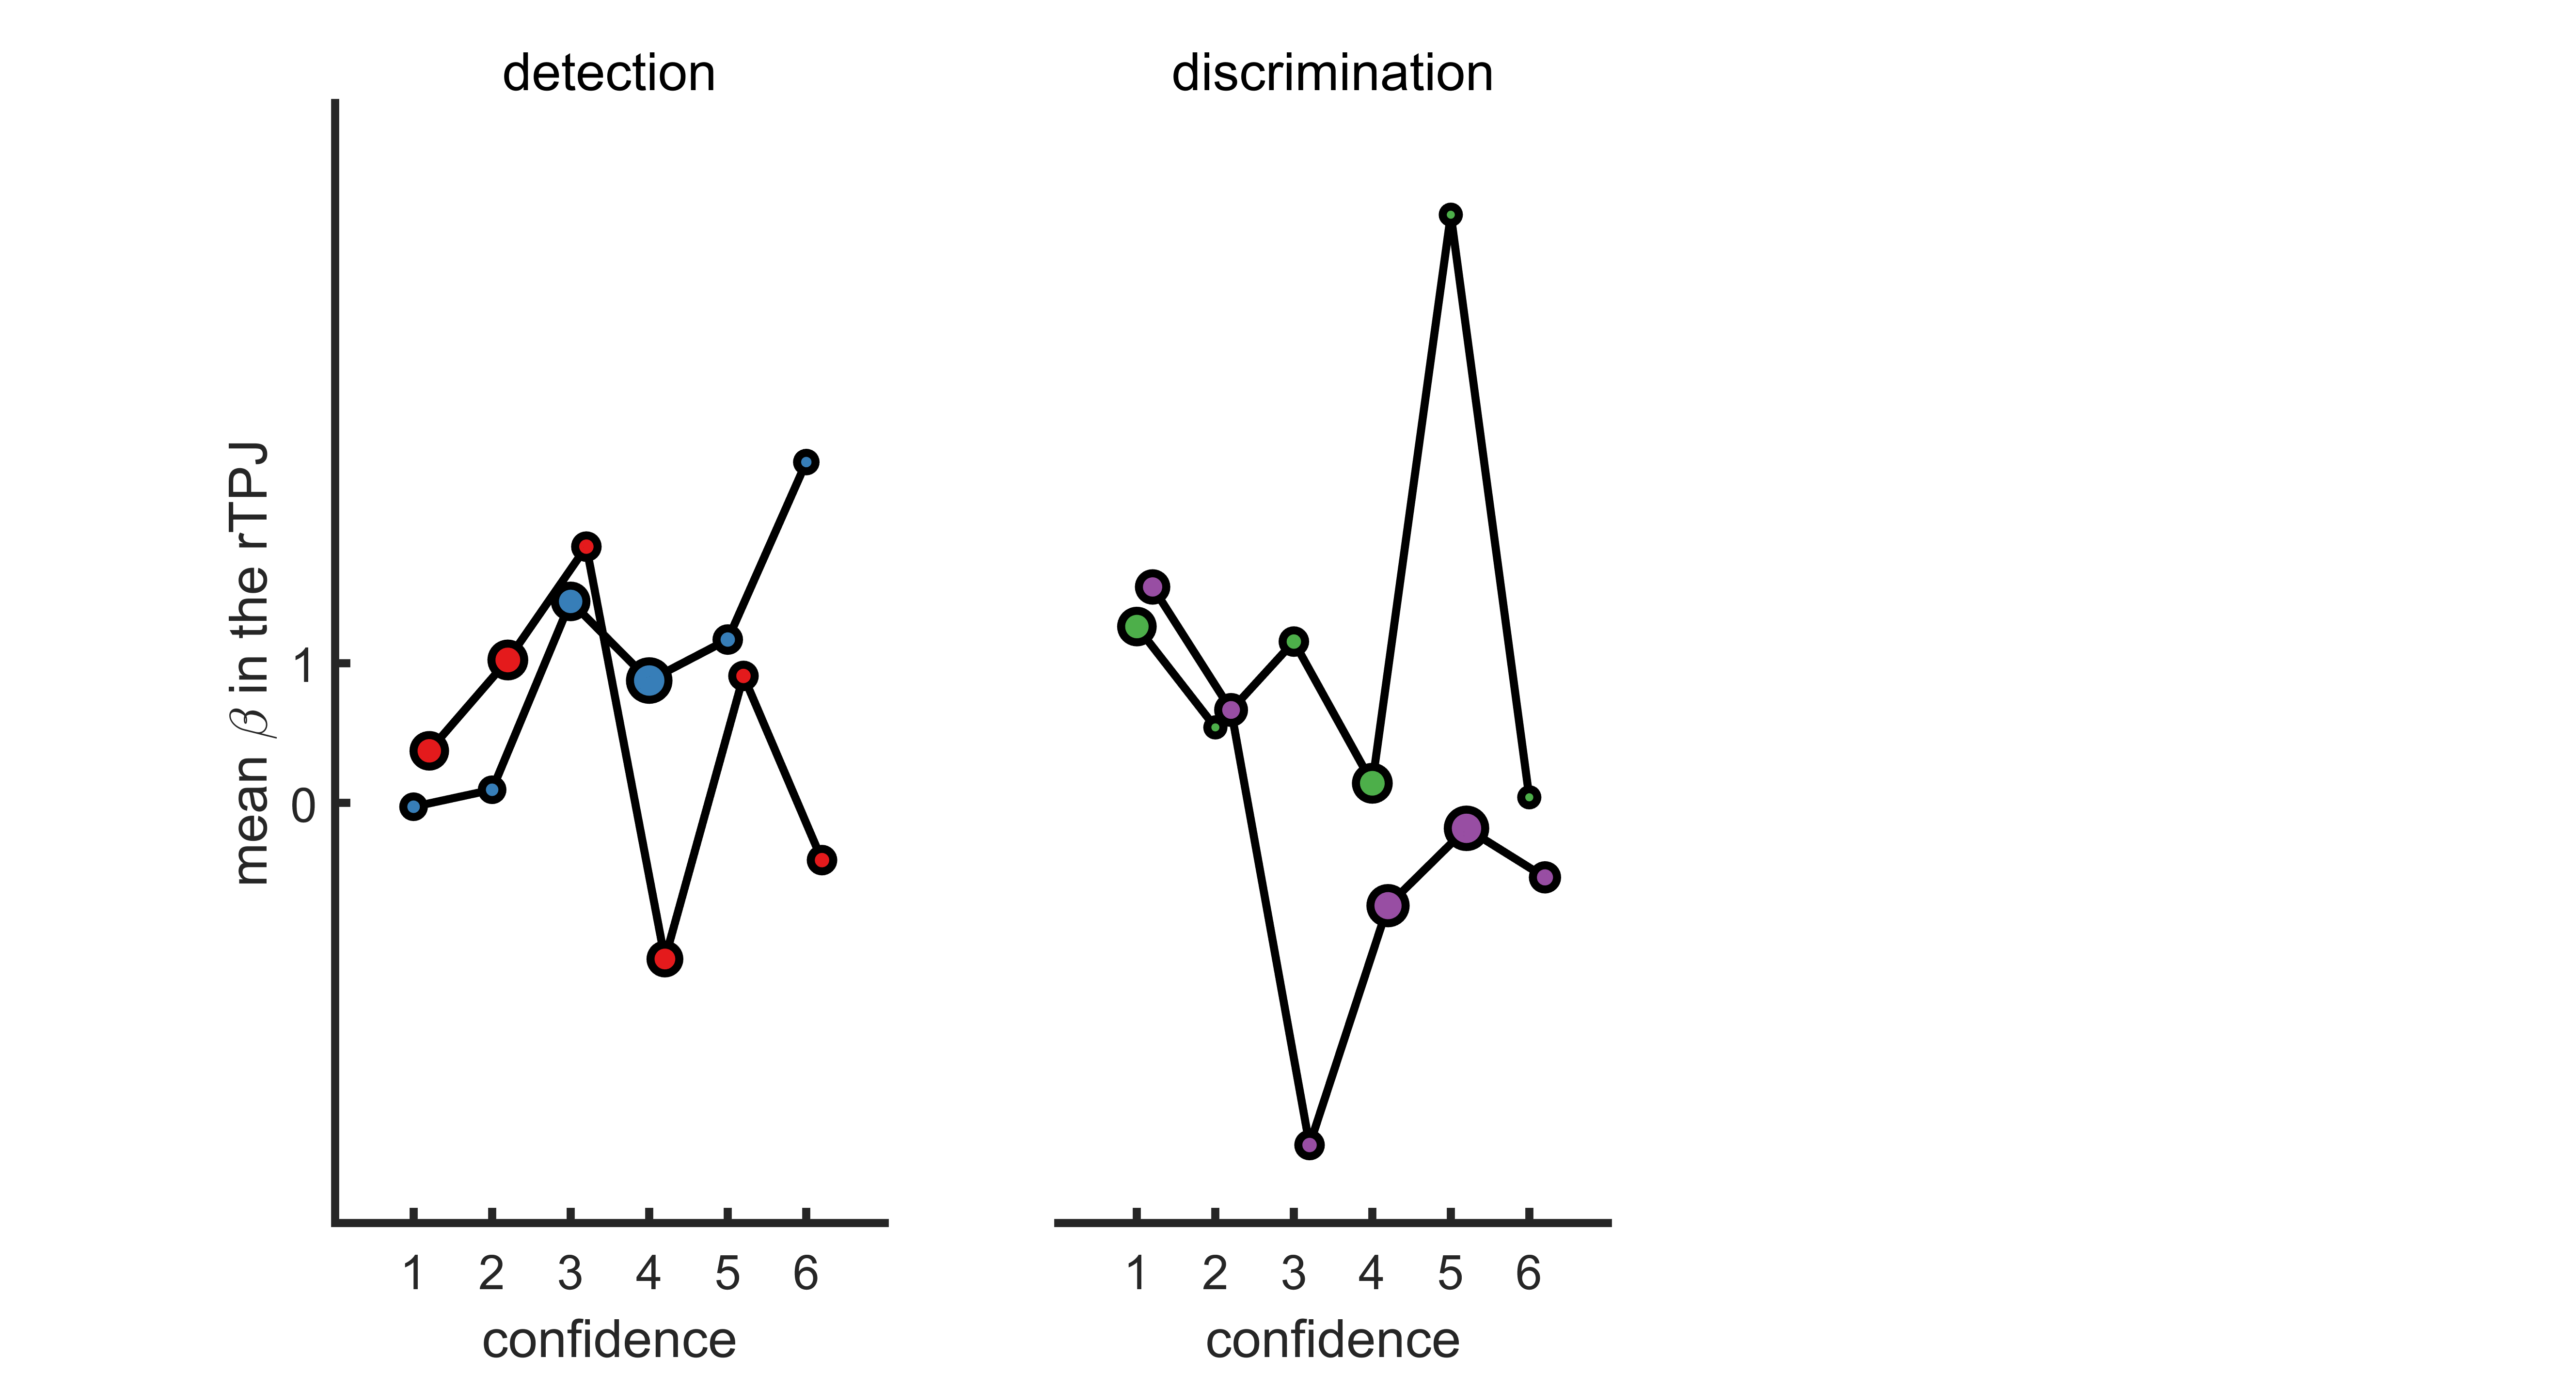 detection
discrimination
mean β in the rTPJ
1
0
1 2 3 4 5 6
1 2 3 4 5 6
confidence
confidence